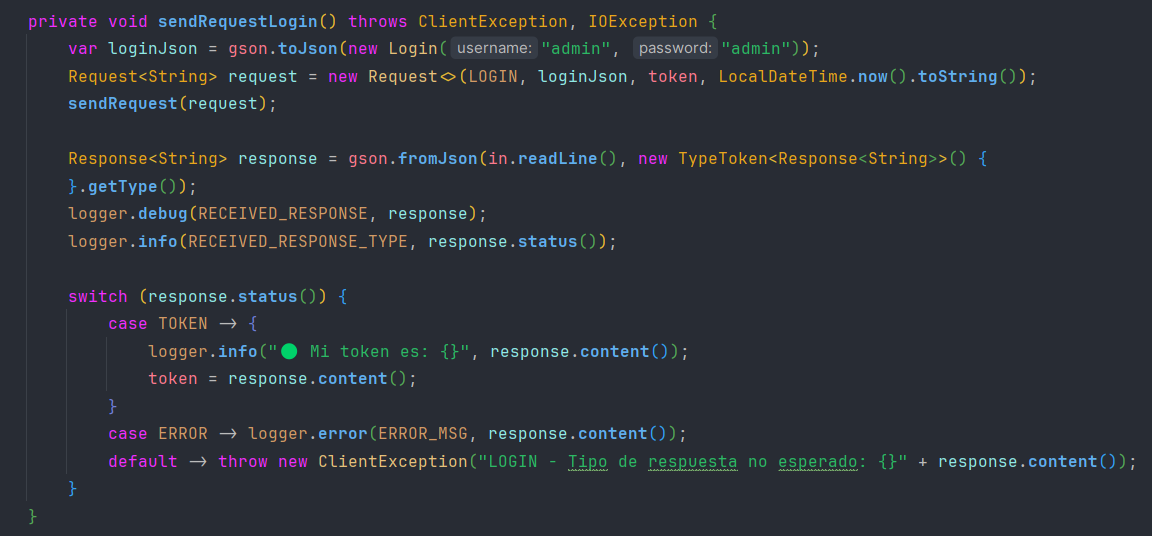 private void sendRequestLogin() throws ClientException, IOException {
    var loginJson = gson.toJson(new Login( username: "admin",  password: "admin"));
    Request<String> request = new Request<>(LOGIN, loginJson, token, LocalDateTime.now().toString());
    sendRequest(request);

    Response<String> response = gson.fromJson(in.readLine(), new TypeToken<Response<String>>() {
    }.getType());
    logger.debug(RECEIVED_RESPONSE, response);
    logger.info(RECEIVED_RESPONSE_TYPE, response.status());

    switch (response.status()) {
        case TOKEN -> {
            logger.info("🟢 Mi token es: {}", response.content());
            token = response.content();
        }
        case ERROR -> logger.error(ERROR_MSG, response.content());
        default -> throw new ClientException("LOGIN - Tipo de respuesta no esperado: {}" + response.content());
    }
}